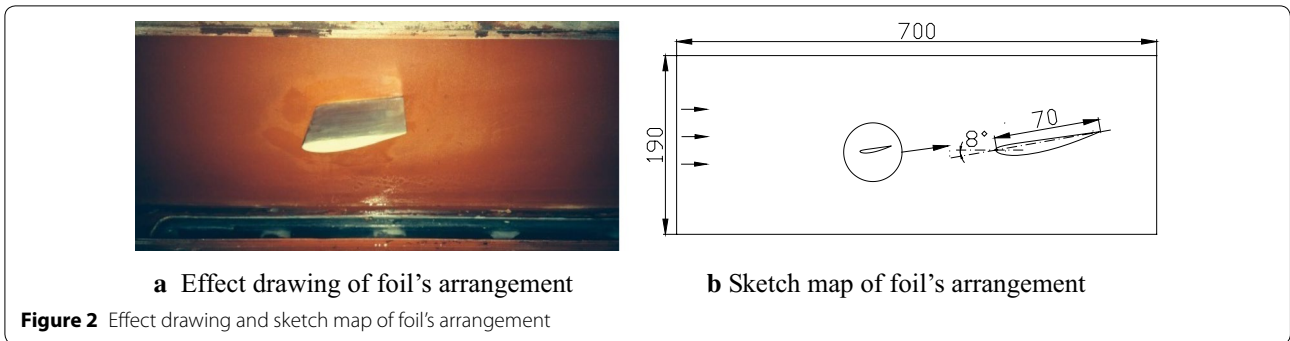 700
190
8°
70
a Effect drawing of foil's arrangement
b Sketch map of foil's arrangement
Figure 2 Effect drawing and sketch map of foil's arrangement